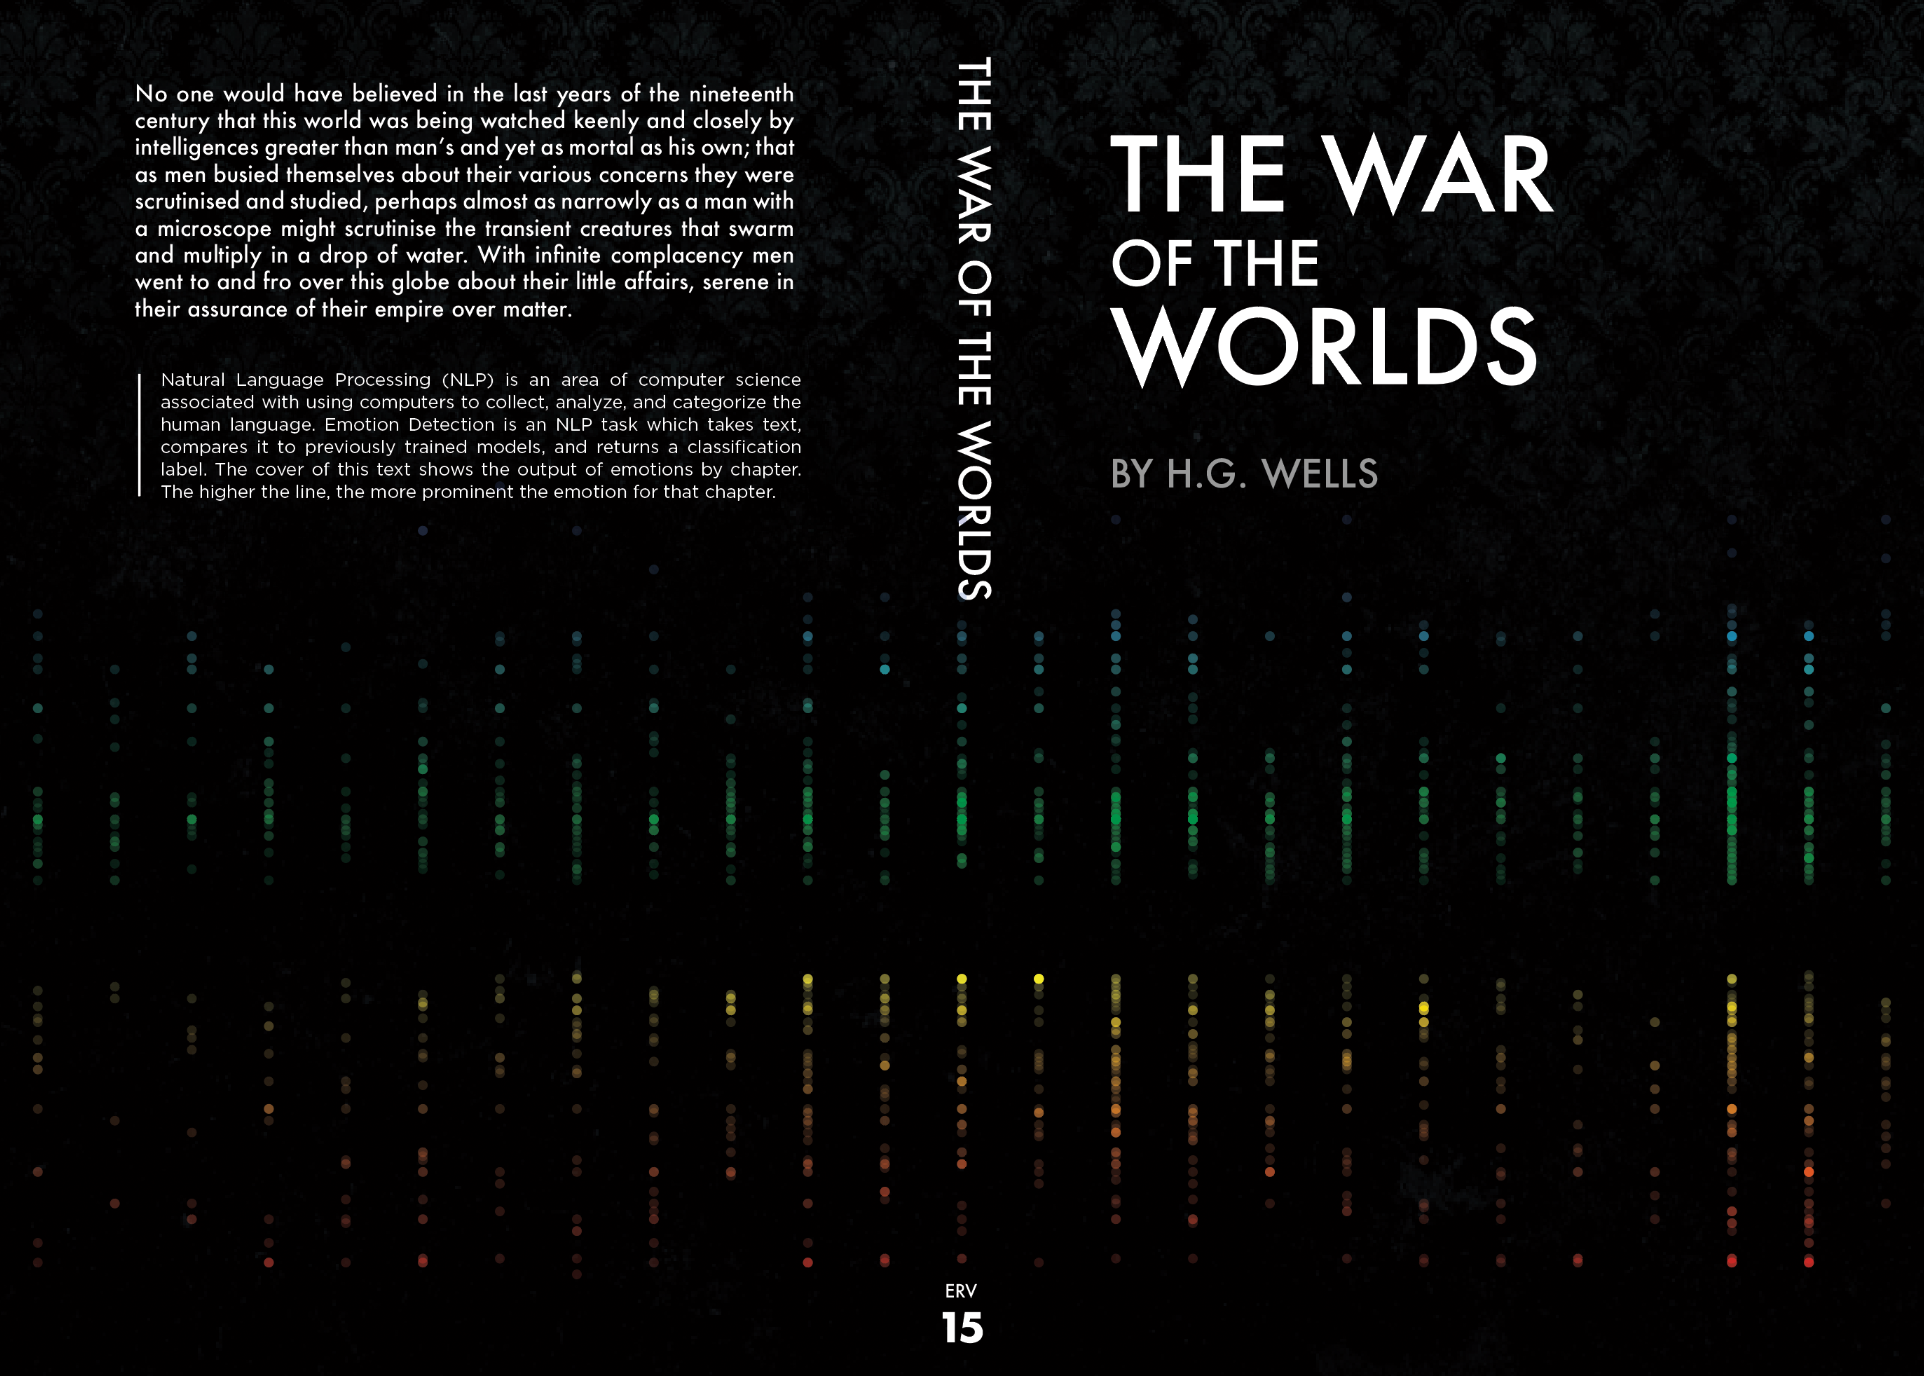 No one would have believed in the last years of the nineteenth
century that this world was being watched keenly and closely by
intelligences greater than man’s and yet as mortal as his own; that
as men busied themselves about their various concerns they were
scrutinised and studied, perhaps almost as narrowly as a man with
a microscope might scrutinise the transient creatures that swarm
and multiply in a drop of water. With infinite complacency men
went to and fro over this globe about their little affairs, serene in
their assurance of their empire over matter.
Natural Language Processing (NLP) is an area of computer science
associated with using computers to collect, analyze, and categorize the
human language. Emotion Detection is an NLP task which takes text,
compares it to previously trained models, and returns a classification
label. The cover of this text shows the output of emotions by chapter.
The higher the line, the more prominent the emotion for that chapter.
THE WAR OF THE WORLDS
ERV
15
THE WAR
OF THE
WORLDS
BY H.G. WELLS